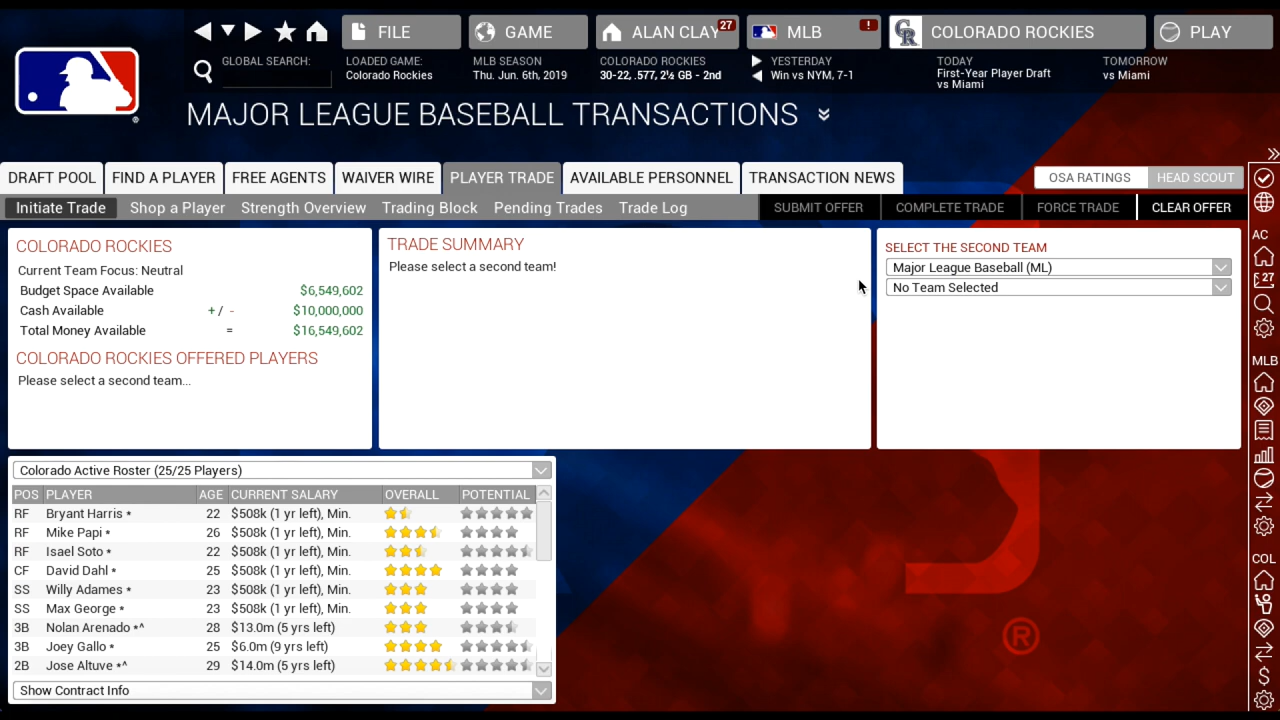 FILE
GAME
ALAN CLAY 27
MLB !
COLORADO ROCKIES
PLAY
GLOBAL SEARCH:
LOADED GAME:
Colorado Rockies
MLB SEASON
Thu. Jun. 6th, 2019
COLORADO ROCKIES
30-22, .577, 2½ GB - 2nd
YESTERDAY
Win vs NYM, 7-1
TODAY
First-Year Player Draft
vs Miami
TOMORROW
vs Miami
MAJOR LEAGUE BASEBALL TRANSACTIONS
DRAFT POOL FIND A PLAYER FREE AGENTS WAIVER WIRE PLAYER TRADE AVAILABLE PERSONNEL TRANSACTION NEWS
OSA RATINGS HEAD SCOUT
Initiate Trade Shop a Player Strength Overview Trading Block Pending Trades Trade Log
SUBMIT OFFER COMPLETE TRADE FORCE TRADE CLEAR OFFER
COLORADO ROCKIES
Current Team Focus: Neutral
Budget Space Available $6,549,602
Cash Available + / - $10,000,000
Total Money Available = $16,549,602
COLORADO ROCKIES OFFERED PLAYERS
Please select a second team...
TRADE SUMMARY
Please select a second team!
SELECT THE SECOND TEAM
Major League Baseball (ML)
No Team Selected
Colorado Active Roster (25/25 Players)
POS PLAYER AGE CURRENT SALARY OVERALL POTENTIAL
RF Bryant Harris * 22 $508k (1 yr left), Min.
RF Mike Papi * 26 $508k (1 yr left), Min.
RF Isael Soto * 22 $508k (1 yr left), Min.
CF David Dahl * 25 $508k (1 yr left), Min.
SS Willy Adames * 23 $508k (1 yr left), Min.
SS Max George * 23 $508k (1 yr left), Min.
3B Nolan Arenado *^ 28 $13.0m (5 yrs left)
3B Joey Gallo * 25 $6.0m (9 yrs left)
2B Jose Altuve *^ 29 $14.0m (5 yrs left)
Show Contract Info
AC
27
MLB
COL
$